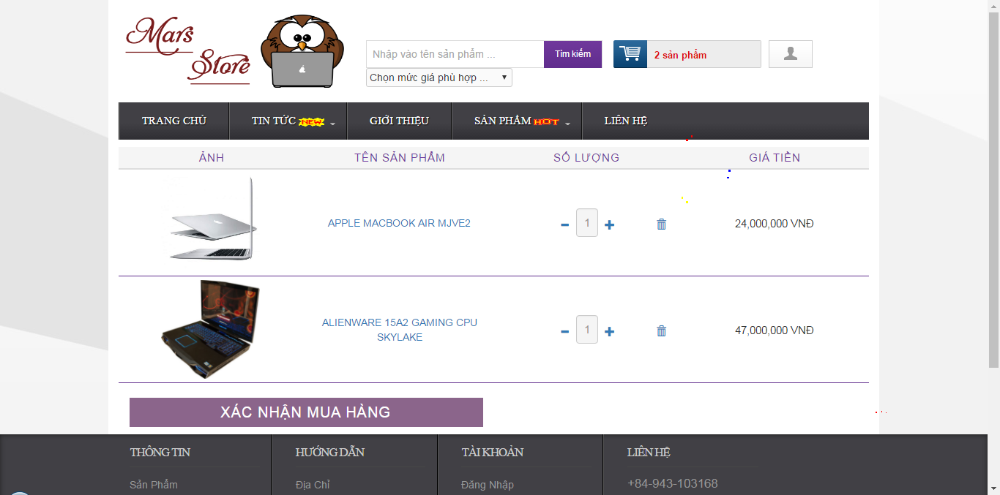 Mars
Store
Nhập vào tên sản phẩm ...
Tìm kiếm
2 sản phẩm
Chọn mức giá phù hợp ...
TRANG CHỦ
TIN TỨC NEW
GIỚI THIỆU
SẢN PHẨM HOT
LIÊN HỆ
ẢNH
TÊN SẢN PHẨM
SỐ LƯỢNG
GIÁ TIỀN
APPLE MACBOOK AIR MJVE2
1
24,000,000 VNĐ
ALIENWARE 15A2 GAMING CPU
SKYLAKE
1
47,000,000 VNĐ
XÁC NHẬN MUA HÀNG
THÔNG TIN
HƯỚNG DẪN
TÀI KHOẢN
LIÊN HỆ
Sản Phẩm
Địa Chỉ
Đăng Nhập
+84-943-103168